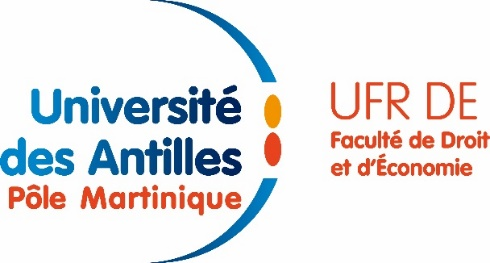 Université
des Antilles
Pôle Martinique
UFR DE
Faculté de Droit
et d'Économie